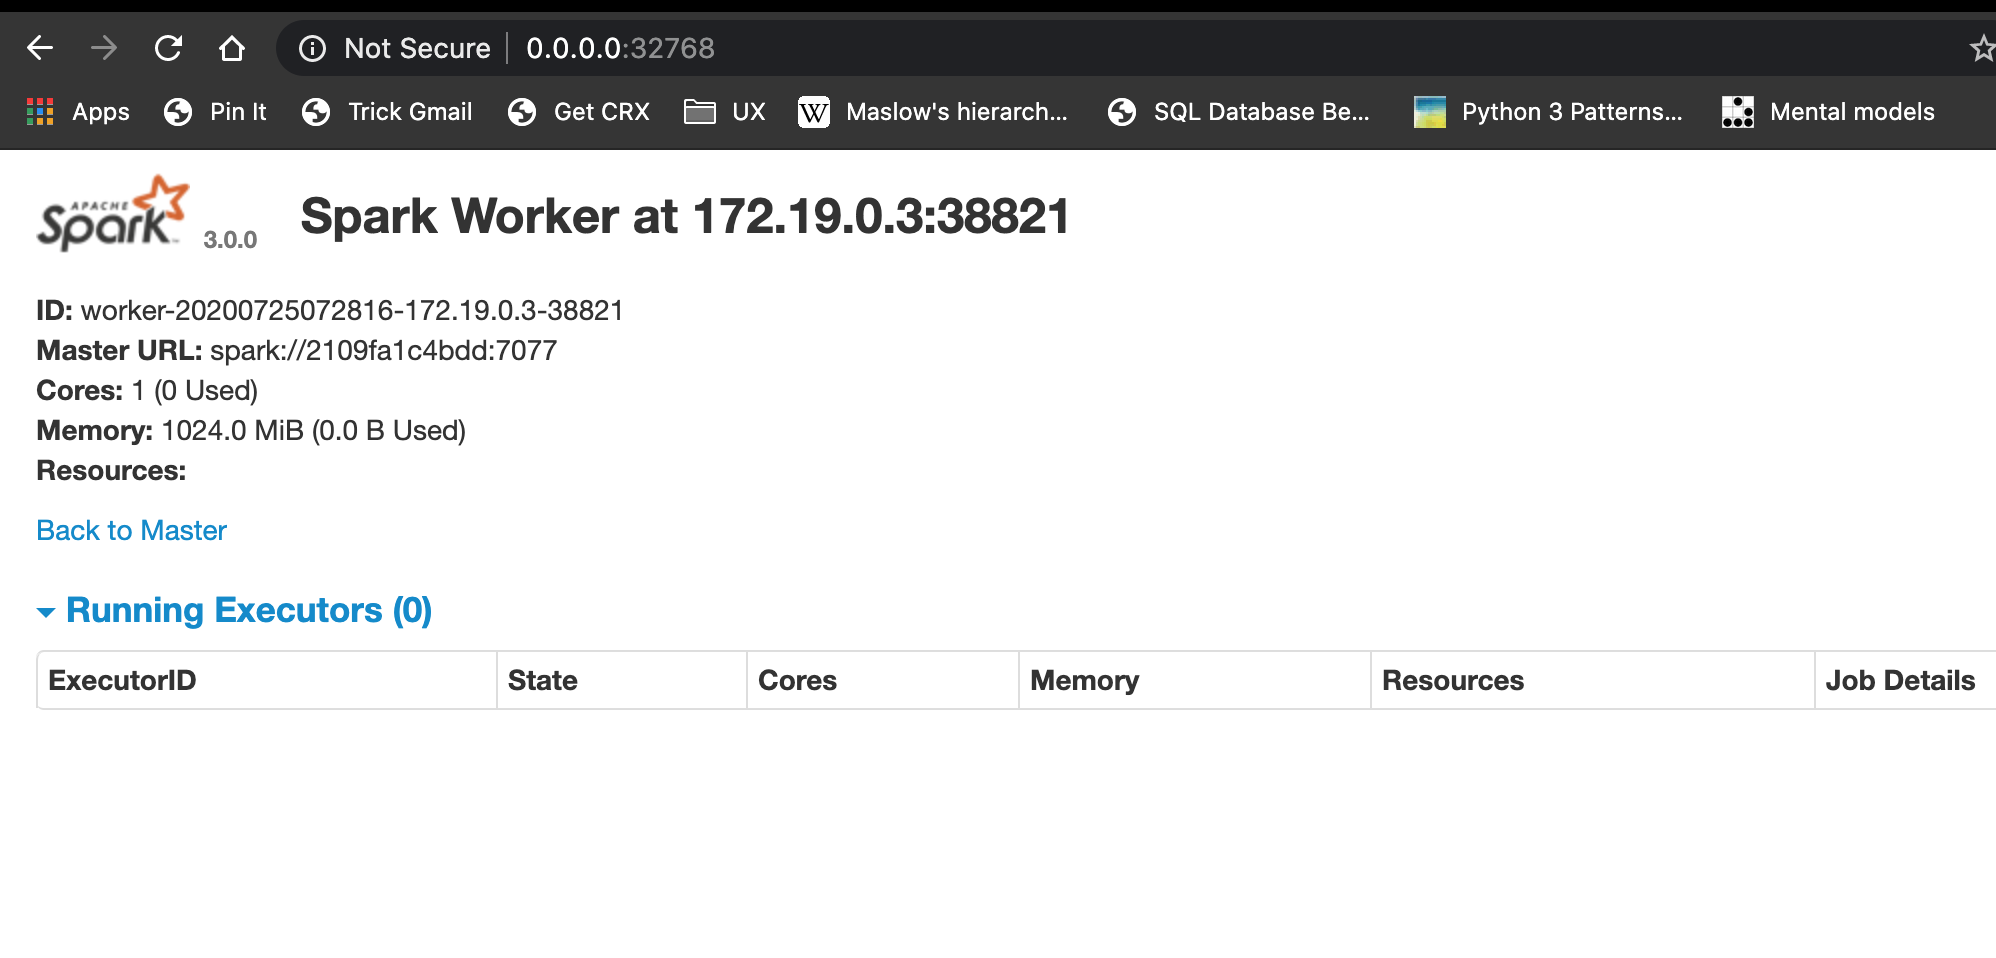 Not Secure 0.0.0.0:32768
Apps Pin It Trick Gmail Get CRX UX W Maslow's hierarch... SQL Database Be... Python 3 Patterns... Mental models
APACHE Spark™ 3.0.0 Spark Worker at 172.19.0.3:38821
ID: worker-20200725072816-172.19.0.3-38821
Master URL: spark://2109fa1c4bdd:7077
Cores: 1 (0 Used)
Memory: 1024.0 MiB (0.0 B Used)
Resources:
Back to Master
Running Executors (0)
ExecutorID State Cores Memory Resources Job Details